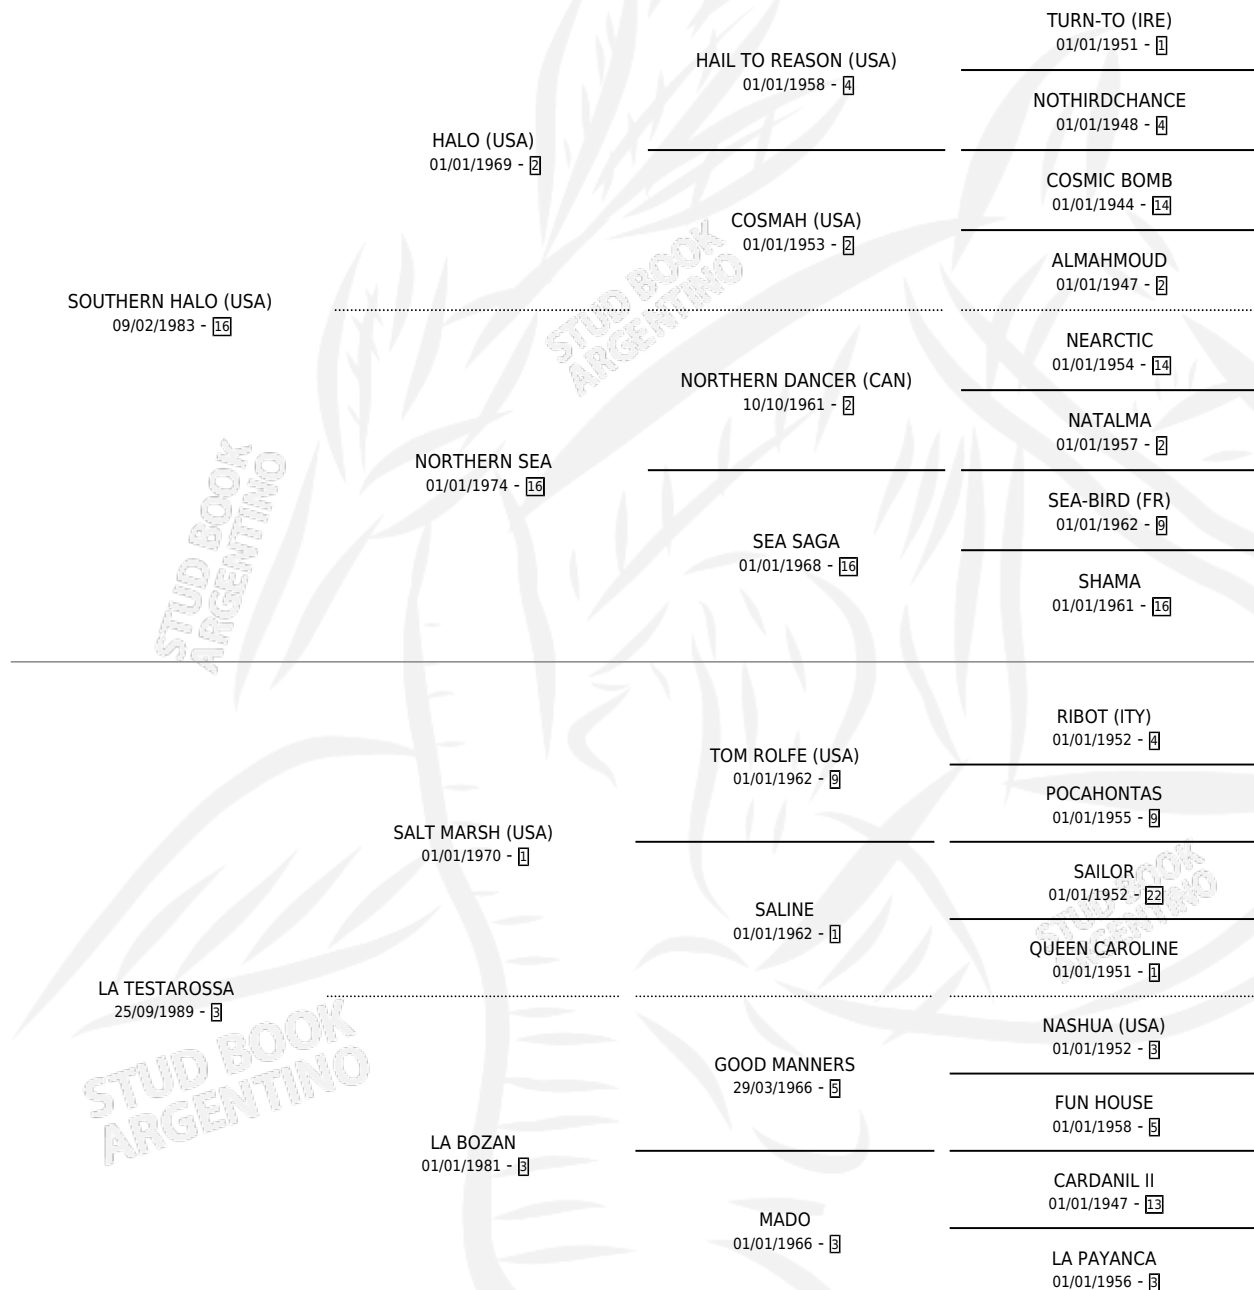 TURN-TO (IRE)
01/01/1951 - 1
HAIL TO REASON (USA)
01/01/1958 - 4
NOTHIRDCHANCE
01/01/1948 - 4
HALO (USA)
01/01/1969 - 2
COSMIC BOMB
01/01/1944 - 14
COSMAH (USA)
01/01/1953 - 2
ALMAHMOUD
01/01/1947 - 2
SOUTHERN HALO (USA)
09/02/1983 - 16
STUD BOOK
ARGENTINO
NEARCTIC
01/01/1954 - 14
NORTHERN DANCER (CAN)
10/10/1961 - 2
NATALMA
01/01/1957 - 2
NORTHERN SEA
01/01/1974 - 16
SEA-BIRD (FR)
01/01/1962 - 9
SEA SAGA
01/01/1968 - 16
SHAMA
01/01/1961 - 16
STUD BOOK
ARGENTINO
RIBOT (ITY)
01/01/1952 - 4
TOM ROLFE (USA)
01/01/1962 - 9
POCAHONTAS
01/01/1955 - 9
SALT MARSH (USA)
01/01/1970 - 1
SAILOR
01/01/1952 - 22
SALINE
01/01/1962 - 1
STUD BOOK
ARGENTINO
QUEEN CAROLINE
01/01/1951 - 1
LA TESTAROSSA
25/09/1989 - 3
STUD BOOK
ARGENTINO
NASHUA (USA)
01/01/1952 - 3
GOOD MANNERS
29/03/1966 - 5
FUN HOUSE
01/01/1958 - 5
LA BOZAN
01/01/1981 - 3
CARDANIL II
01/01/1947 - 13
MADO
01/01/1966 - 3
LA PAYANCA
01/01/1956 - 3